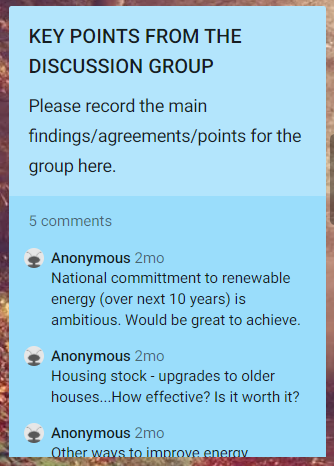 KEY POINTS FROM THE
DISCUSSION GROUP
Please record the main
findings/agreements/points for the
group here.
5 comments
Anonymous 2mo
National committment to renewable
energy (over next 10 years) is
ambitious. Would be great to achieve.
Anonymous 2mo
Housing stock - upgrades to older
houses...How effective? Is it worth it?
Anonymous 2mo
Other ways to improve energy